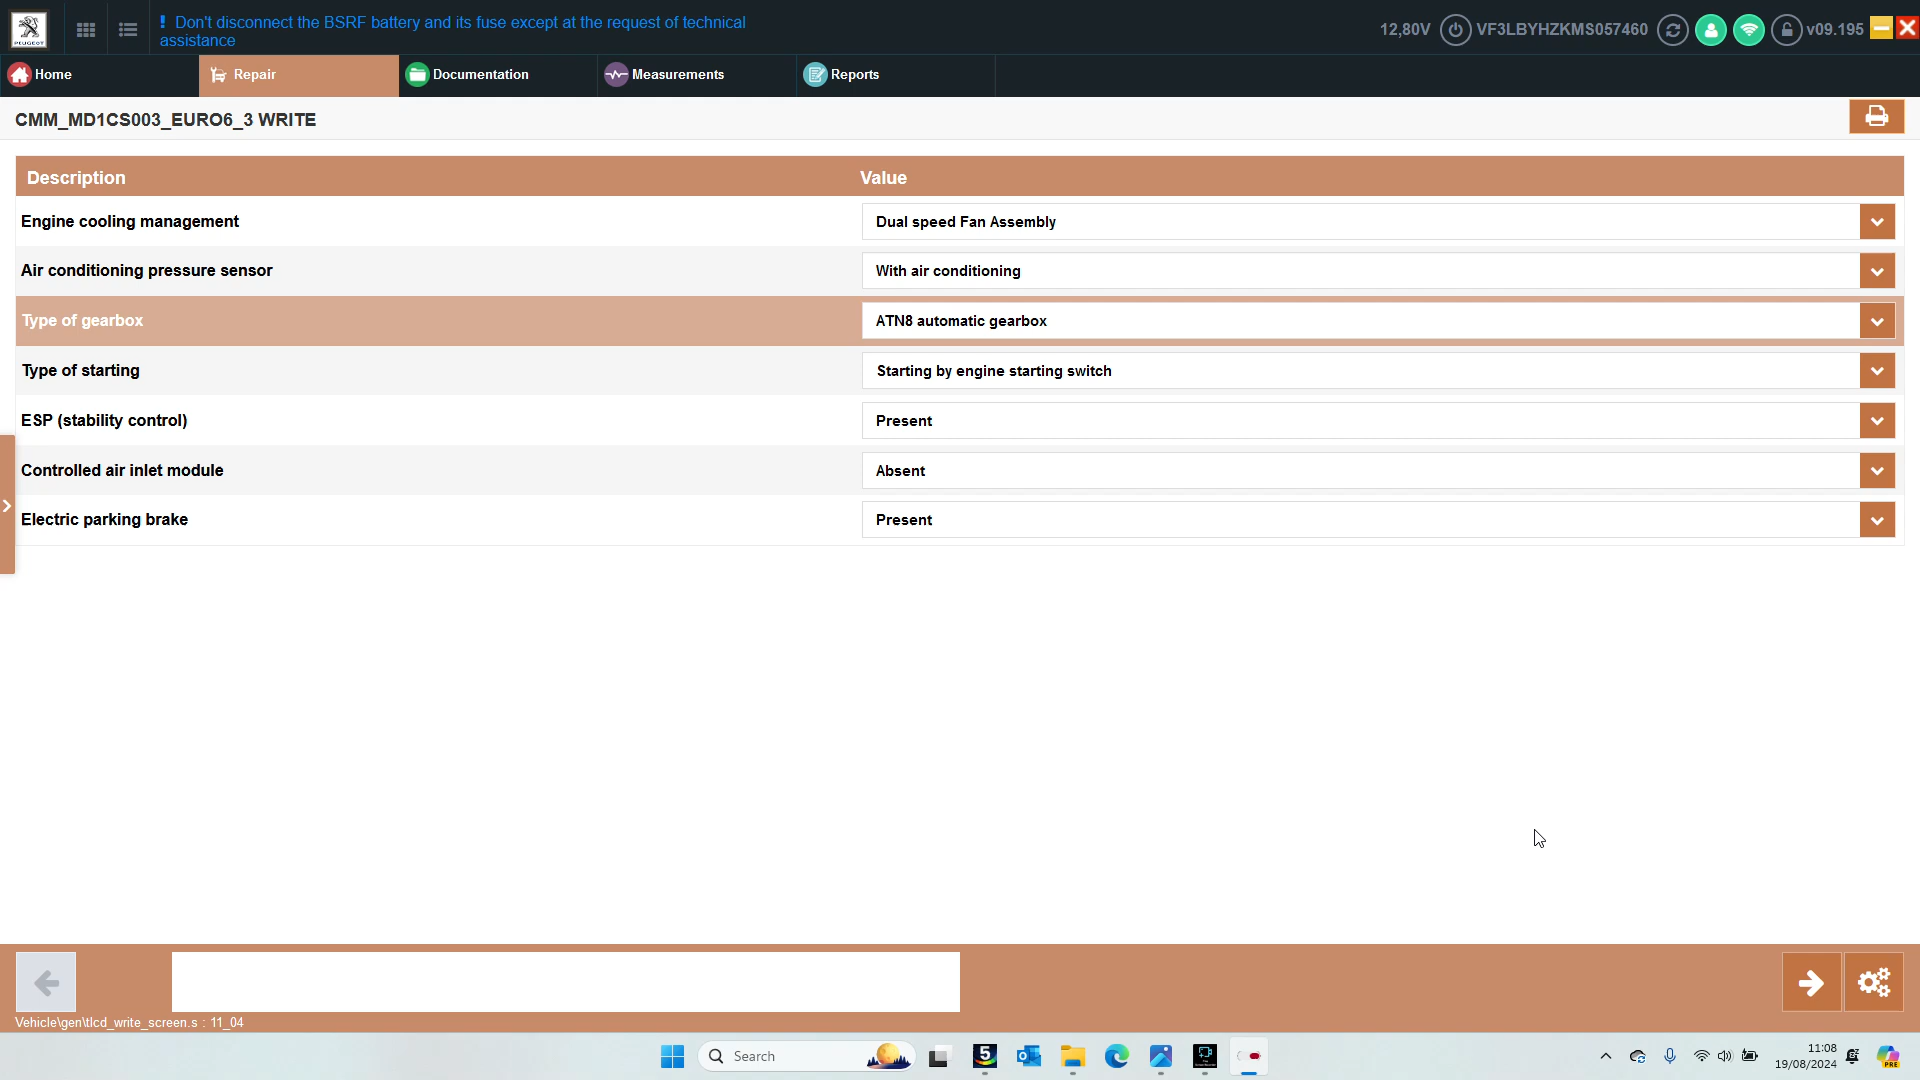 PEUGEOT
! Don't disconnect the BSRF battery and its fuse except at the request of technical
assistance
12,80V
VF3LBYHZKMS057460
v09.195
Home
Repair
Documentation
Measurements
Reports
CMM_MD1CS003_EURO6_3 WRITE
Description Value
Engine cooling management Dual speed Fan Assembly
Air conditioning pressure sensor With air conditioning
Type of gearbox ATN8 automatic gearbox
Type of starting Starting by engine starting switch
ESP (stability control) Present
Controlled air inlet module Absent
Electric parking brake Present
Vehicle\gen\tlcd_write_screen.s : 11_04
Search
5
11:08
19/08/2024
PRE